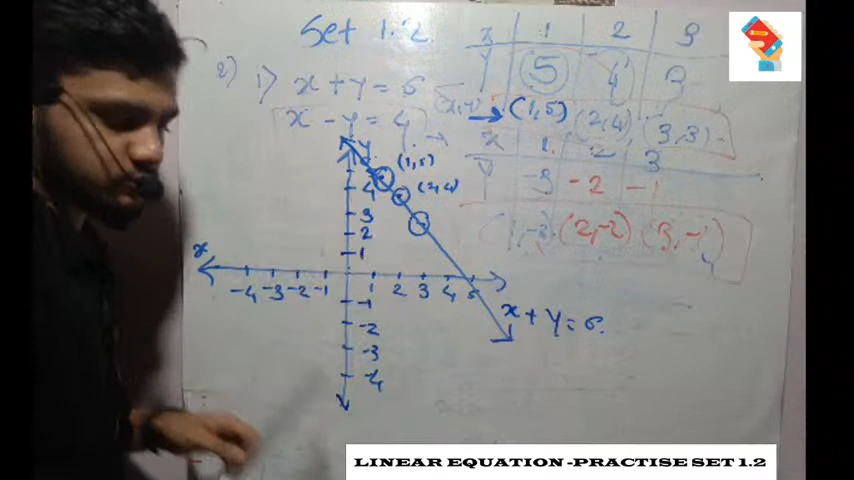 Set 1.2.
2) 1) x + y = 6
x - y = 4
x 1 2 3
y 5 4 3
(x,y) → (1,5) (2,4) (3,3)
x 1 2 3
y -3 -2 -1
(1,-3) (2,-2) (3,-1)
y
(1,5)
(2,4)
4
3
2
1
x
-4 -3 -2 -1 1 2 3 4 5
-1
-2
-3
-4
x + y = 6.
LINEAR EQUATION -PRACTISE SET 1.2